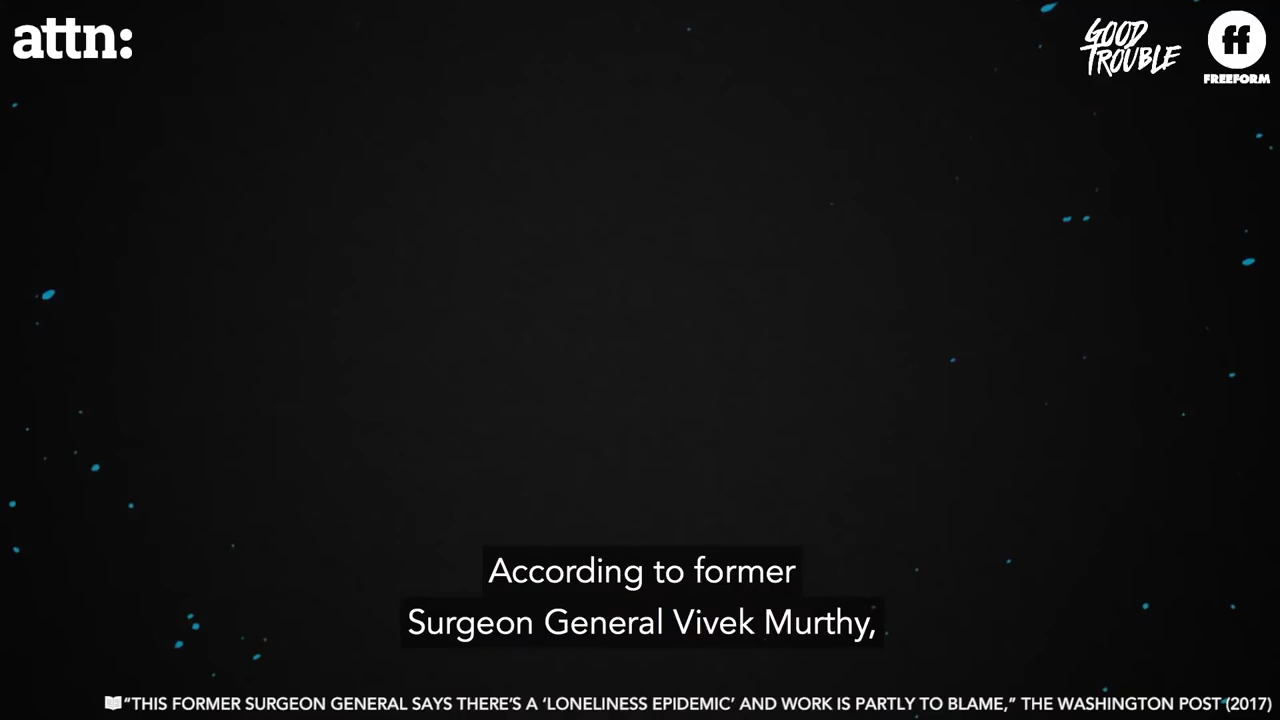 attn:
GOOD
TROUBLE
ff
FREEFORM
According to former
Surgeon General Vivek Murthy,
“THIS FORMER SURGEON GENERAL SAYS THERE’S A ‘LONELINESS EPIDEMIC’ AND WORK IS PARTLY TO BLAME,” THE WASHINGTON POST (2017)